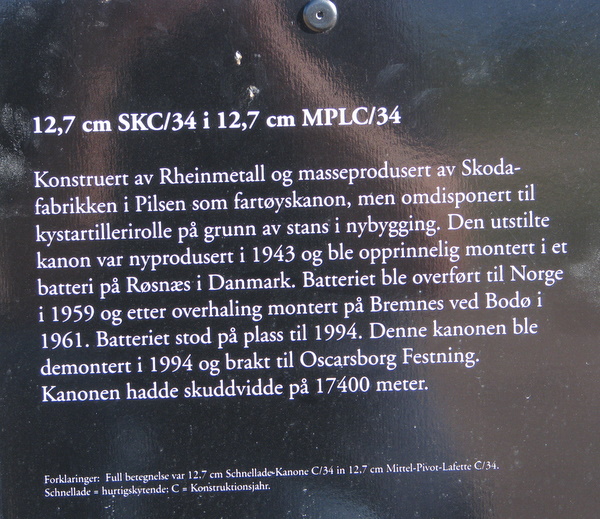 12,7 cm SKC/34 i 12,7 cm MPLC/34
Konstruert av Rheinmetall og masseprodusert av Skoda-
fabrikken i Pilsen som fartøyskanon, men omdisponert til
kystartillerirolle på grunn av stans i nybygging. Den utstilte
kanon var nyprodusert i 1943 og ble opprinnelig montert i et
batteri på Røsnæs i Danmark. Batteriet ble overført til Norge
i 1959 og etter overhaling montert på Bremnes ved Bodø i
1961. Batteriet stod på plass til 1994. Denne kanonen ble
demontert i 1994 og brakt til Oscarsborg Festning.
Kanonen hadde skuddvidde på 17400 meter.
Forklaringer: Full betegnelse var 12.7 cm Schnellade-Kanone C/34 in 12.7 cm Mittel-Pivot-Lafette C/34.
Schnellade = hurtigskytende; C = Konstruktionsjahr.